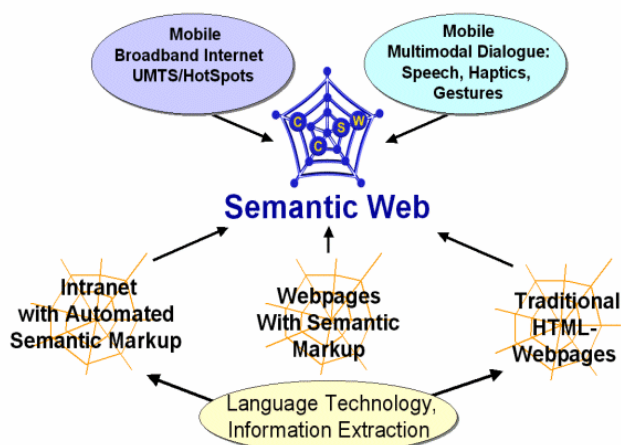 Mobile
Broadband Internet
UMTS/HotSpots
Mobile
Multimodal Dialogue:
Speech, Haptics,
Gestures
C
S
W
C
Semantic Web
Intranet
with Automated
Semantic Markup
Webpages
With Semantic
Markup
Traditional
HTML-
Webpages
Language Technology,
Information Extraction